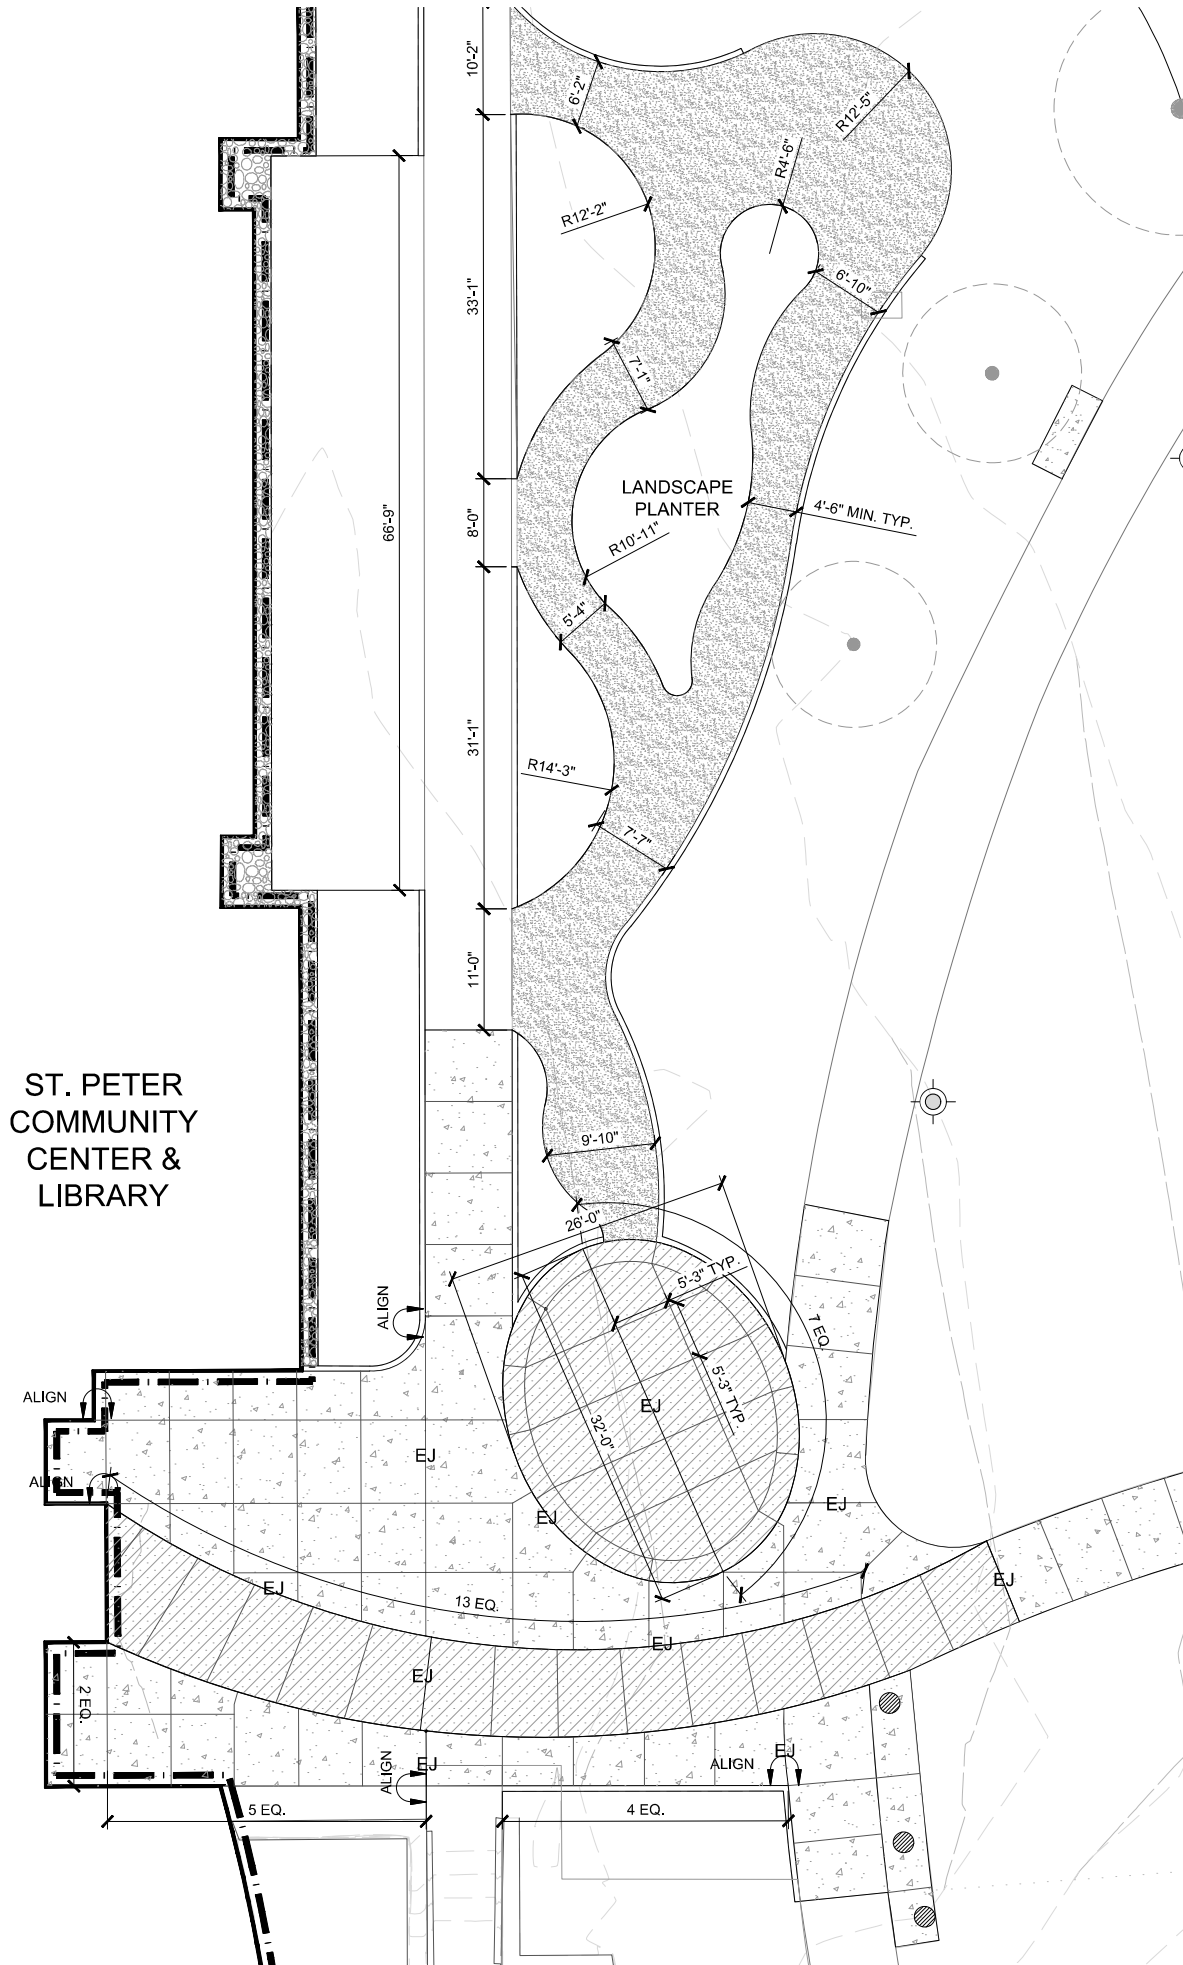 10'-2"
6'-2"
R12'-5"
R4'-6"
R12'-2"
6'-10"
33'-1"
7'-1"
LANDSCAPE
PLANTER
4'-6" MIN. TYP.
66'-9"
8'-0"
R10'-11"
5'-4"
31'-1"
R14'-3"
7'-7"
11'-0"
ST. PETER
COMMUNITY
CENTER &
LIBRARY
9'-10"
26'-0"
5'-3" TYP.
ALIGN
7 EQ.
5'-3" TYP.
ALIGN
EJ
32'-0"
EJ
ALIGN
EJ
EJ
EJ
EJ
13 EQ.
EJ
EJ
2 EQ.
ALIGN
EJ
ALIGN
EJ
5 EQ.
4 EQ.